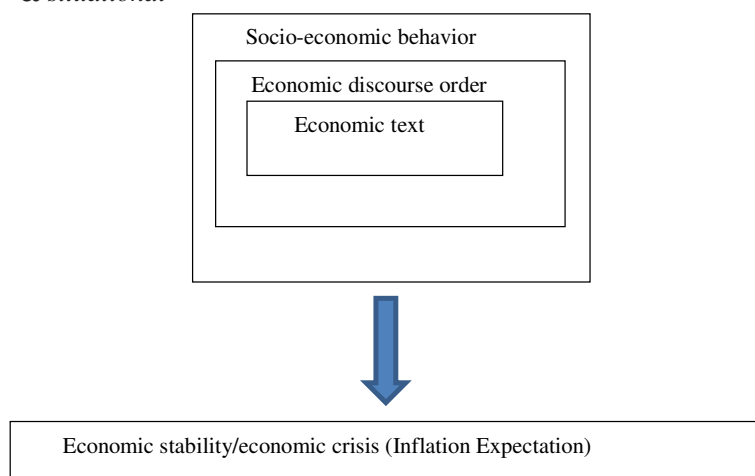 Socio-economic behavior
Economic discourse order
Economic text
Economic stability/economic crisis (Inflation Expectation)